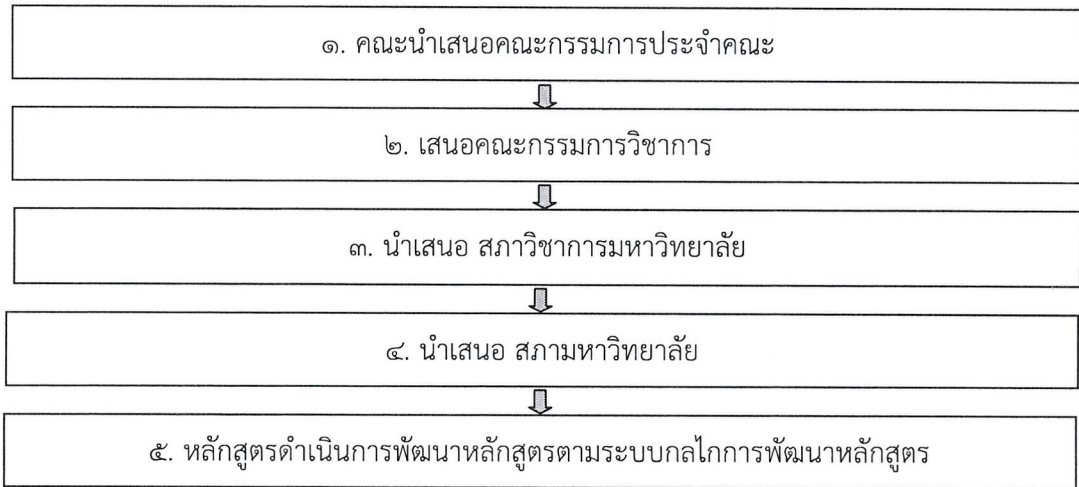 ๑. คณะนำเสนอคณะกรรมการประจำคณะ
๒. เสนอคณะกรรมการวิชาการ
๓. นำเสนอ สภาวิชาการมหาวิทยาลัย
๔. นำเสนอ สภามหาวิทยาลัย
๕. หลักสูตรดำเนินการพัฒนาหลักสูตรตามระบบกลไกการพัฒนาหลักสูตร